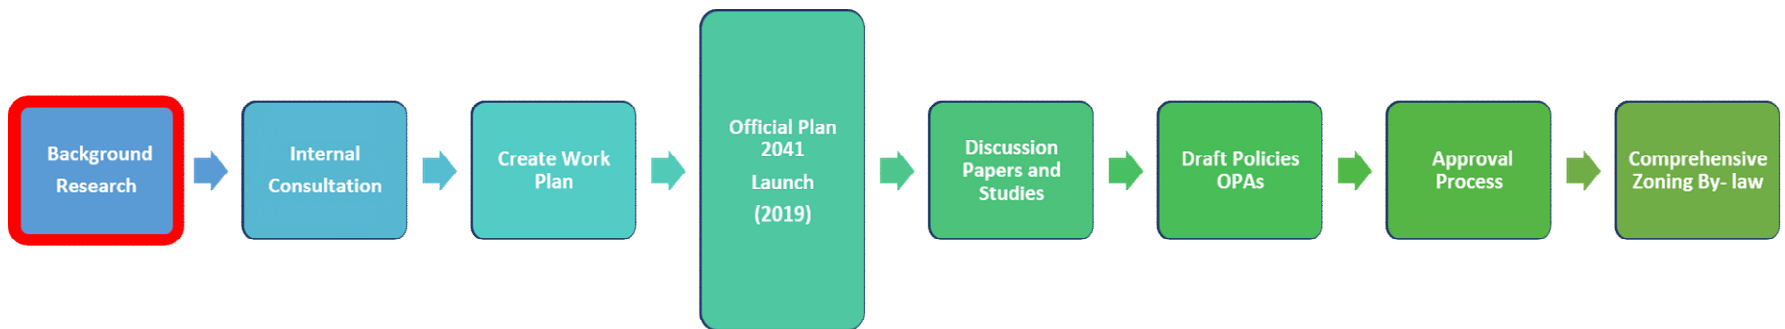 Background
Research
Internal
Consultation
Create Work
Plan
Official Plan
2041
Launch
(2019)
Discussion
Papers and
Studies
Draft Policies
OPAs
Approval
Process
Comprehensive
Zoning By- law